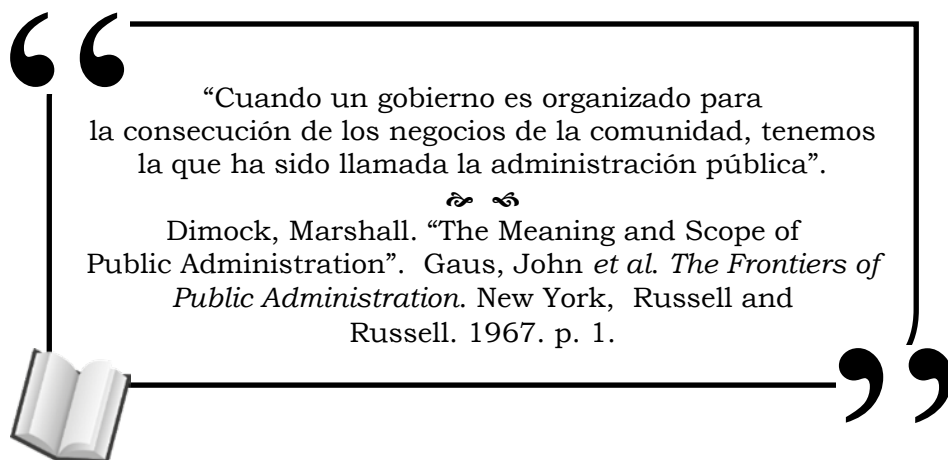 “Cuando un gobierno es organizado para
la consecución de los negocios de la comunidad, tenemos
la que ha sido llamada la administración pública”.
Dimock, Marshall. “The Meaning and Scope of
Public Administration”. Gaus, John et al. The Frontiers of
Public Administration. New York, Russell and
Russell. 1967. p. 1.